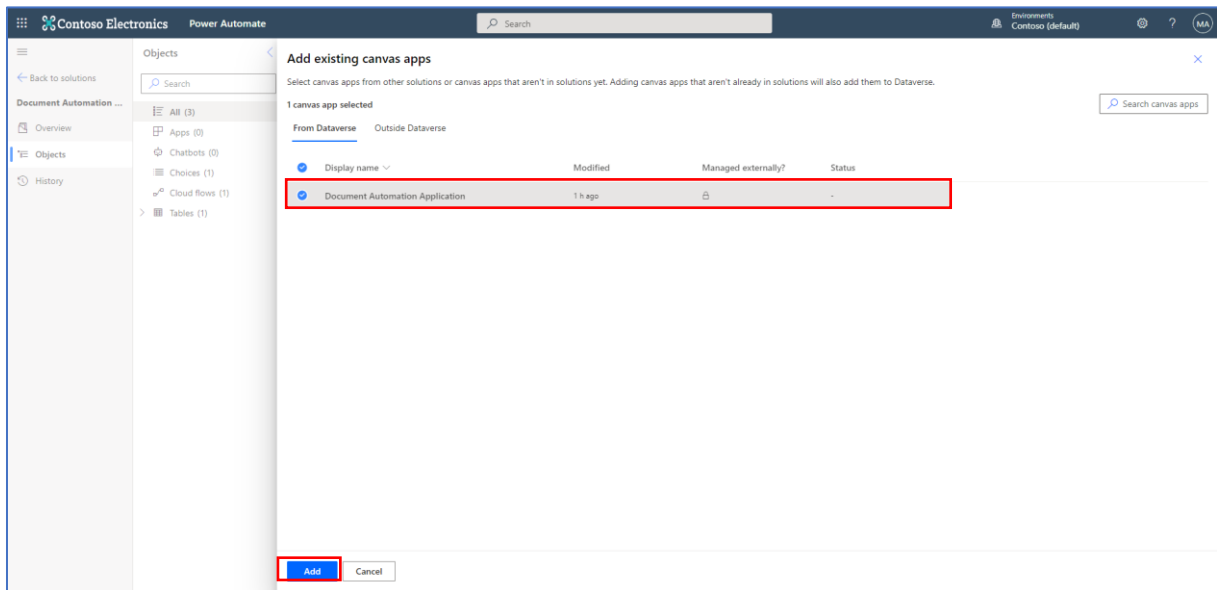 Contoso Electronics Power Automate
Search
Environments
Contoso (default)
?
MA
Back to solutions
Document Automation ...
Overview
Objects
History
Objects
Search
All (3)
Apps (0)
Chatbots (0)
Choices (1)
Cloud flows (1)
Tables (1)
Add existing canvas apps
Select canvas apps from other solutions or canvas apps that aren't in solutions yet. Adding canvas apps that aren't already in solutions will also add them to Dataverse.
1 canvas app selected
Search canvas apps
From Dataverse Outside Dataverse
Display name Modified Managed externally? Status
Document Automation Application 1 h ago -
Add Cancel